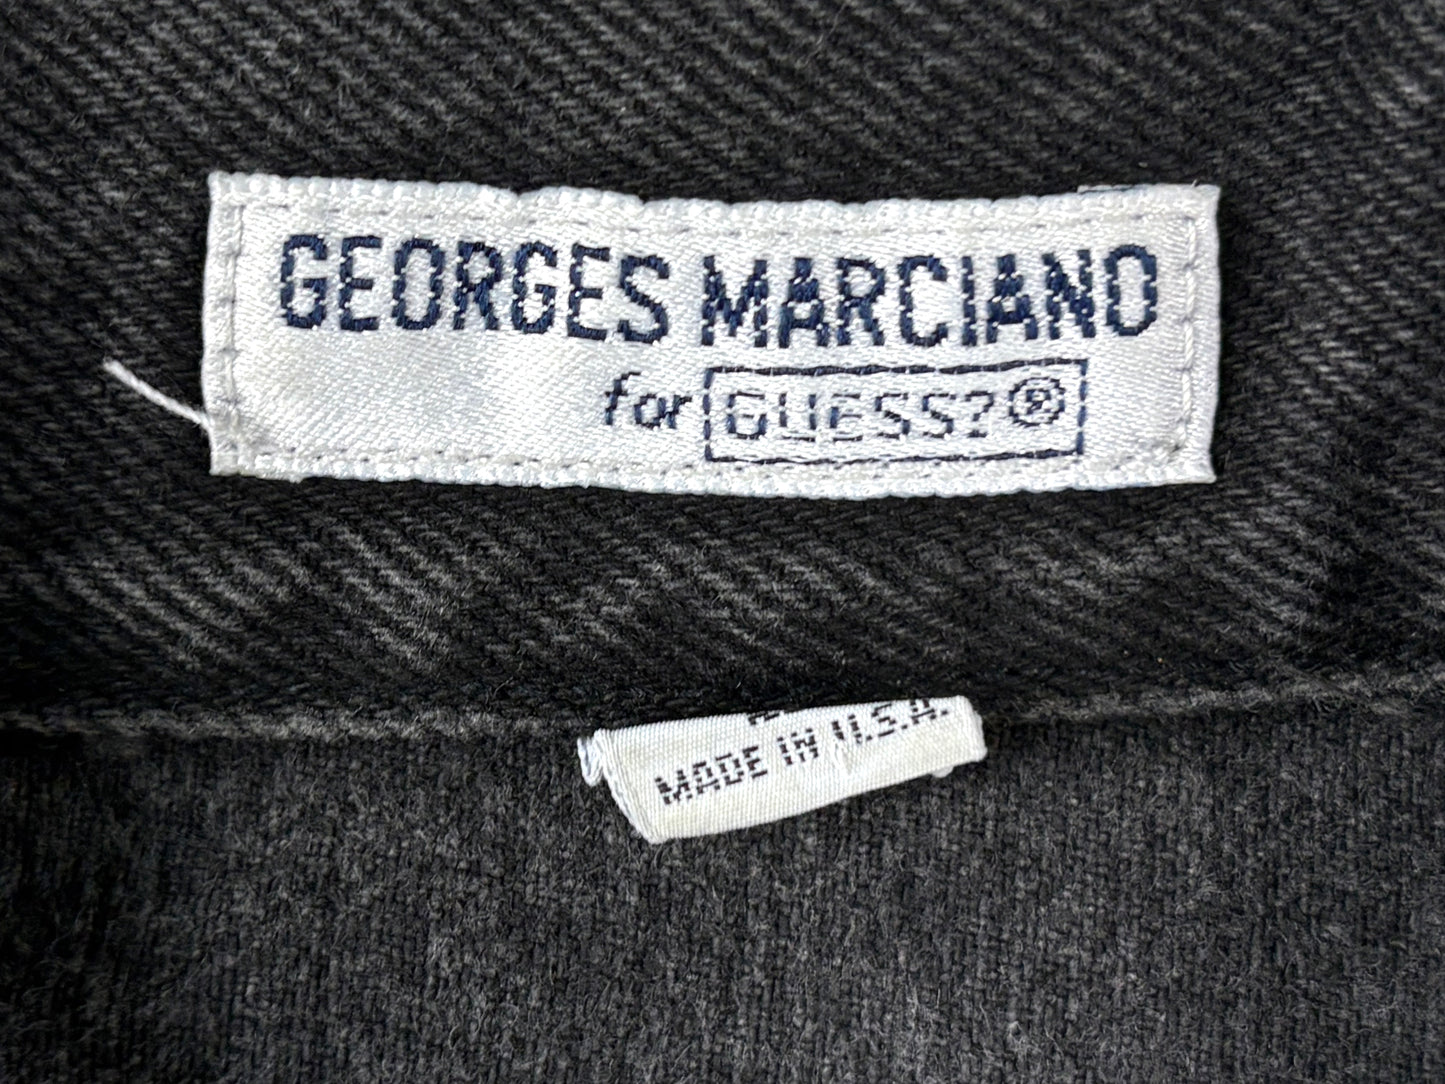 GEORGES MARCIANO
for GUESS?®
MADE IN U.S.A.